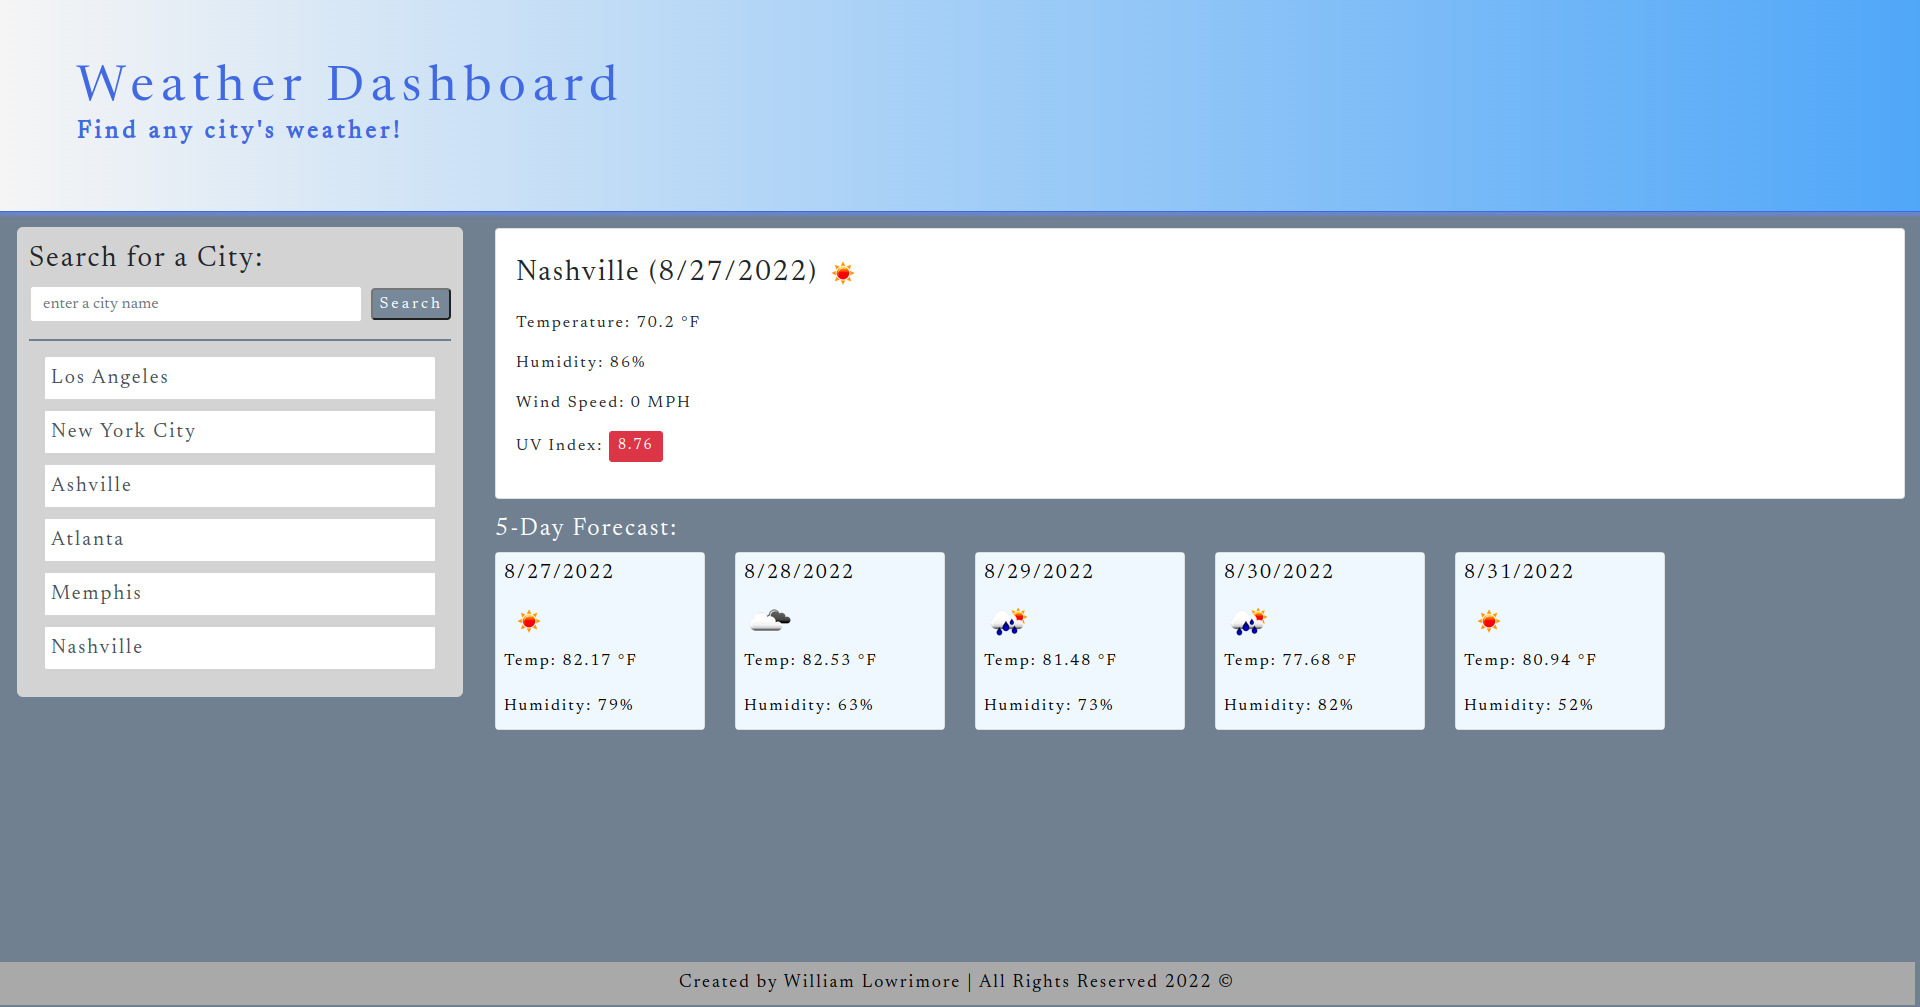 Weather Dashboard
Find any city's weather!
Search for a City:
enter a city name
Search
Los Angeles
New York City
Ashville
Atlanta
Memphis
Nashville
Nashville (8/27/2022)
Temperature: 70.2 °F
Humidity: 86%
Wind Speed: 0 MPH
UV Index: 8.76
5-Day Forecast:
8/27/2022
Temp: 82.17 °F
Humidity: 79%
8/28/2022
Temp: 82.53 °F
Humidity: 63%
8/29/2022
Temp: 81.48 °F
Humidity: 73%
8/30/2022
Temp: 77.68 °F
Humidity: 82%
8/31/2022
Temp: 80.94 °F
Humidity: 52%
Created by William Lowrimore | All Rights Reserved 2022 ©